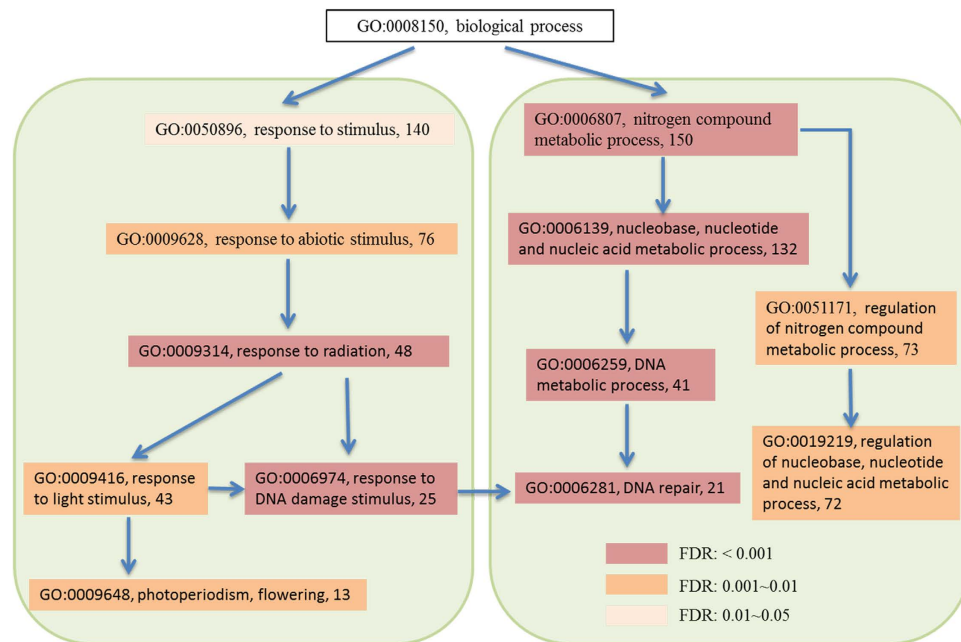 GO:0008150, biological process
GO:0050896, response to stimulus, 140
GO:0009628, response to abiotic stimulus, 76
GO:0009314, response to radiation, 48
GO:0009416, response
to light stimulus, 43
GO:0006974, response to
DNA damage stimulus, 25
GO:0009648, photoperiodism, flowering, 13
GO:0006807, nitrogen compound
metabolic process, 150
GO:0006139, nucleobase, nucleotide
and nucleic acid metabolic process, 132
GO:0006259, DNA
metabolic process, 41
GO:0006281, DNA repair, 21
GO:0051171, regulation
of nitrogen compound
metabolic process, 73
GO:0019219, regulation
of nucleobase, nucleotide
and nucleic acid metabolic
process, 72
FDR: < 0.001
FDR: 0.001~0.01
FDR: 0.01~0.05